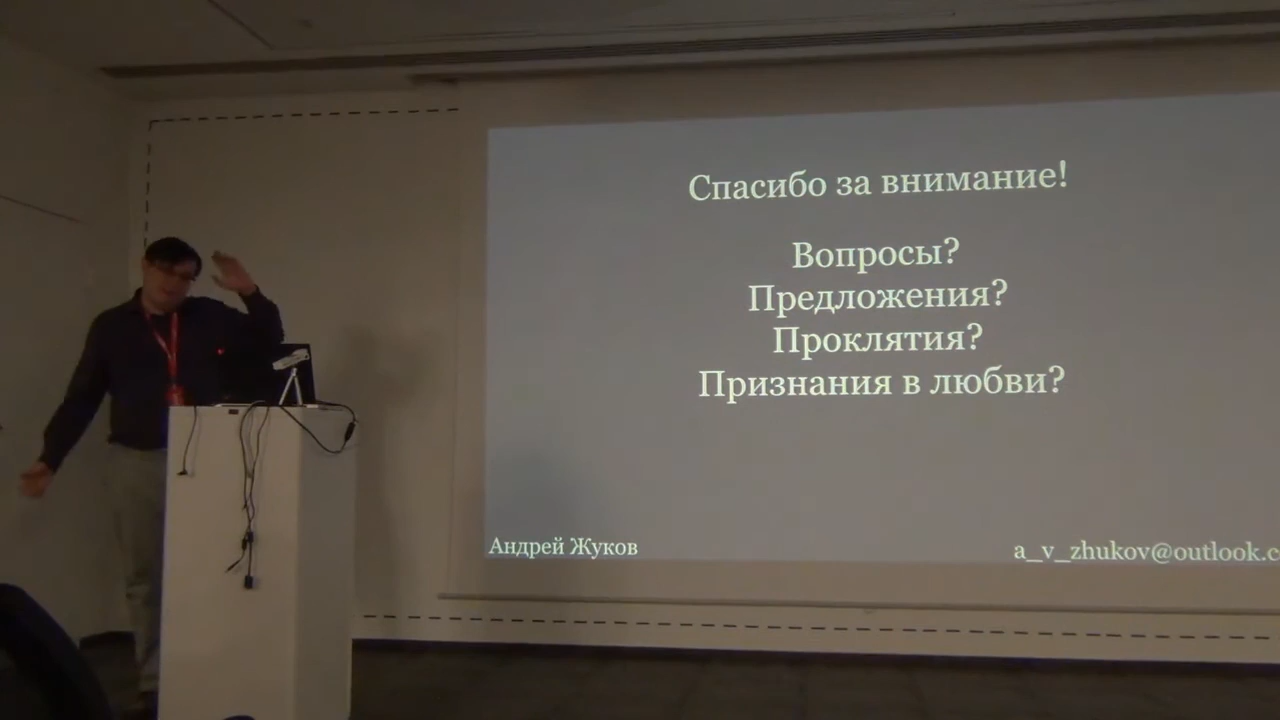 Спасибо за внимание!
Вопросы?
Предложения?
Проклятия?
Признания в любви?
Андрей Жуков
a_v_zhukov@outlook.c